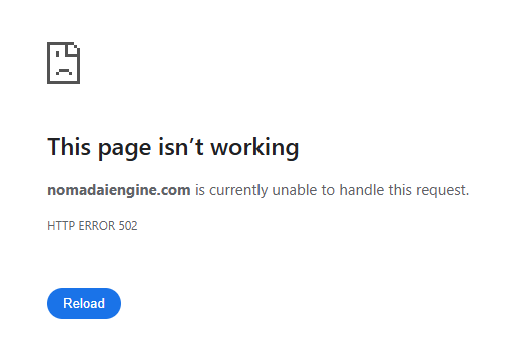 This page isn’t working
nomadaiengine.com is currently unable to handle this request.
HTTP ERROR 502
Reload